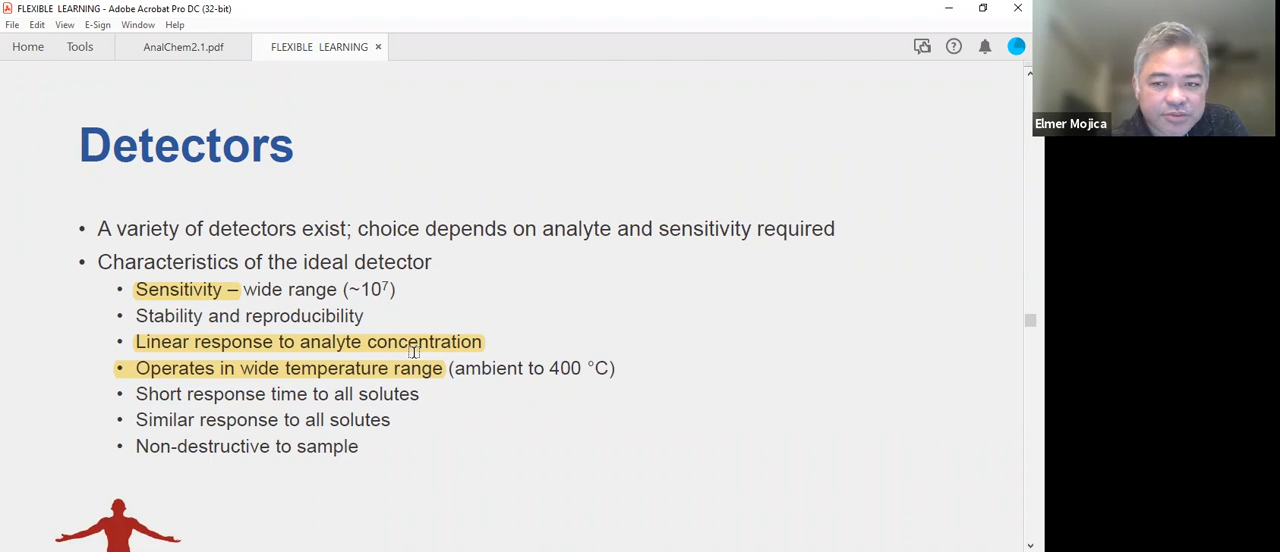 FLEXIBLE LEARNING - Adobe Acrobat Pro DC (32-bit)
File Edit View E-Sign Window Help
Home Tools AnalChem2.1.pdf FLEXIBLE LEARNING ×
Elmer Mojica
Detectors
• A variety of detectors exist; choice depends on analyte and sensitivity required
• Characteristics of the ideal detector
• Sensitivity – wide range (~10⁷)
• Stability and reproducibility
• Linear response to analyte concentration
• Operates in wide temperature range (ambient to 400 °C)
• Short response time to all solutes
• Similar response to all solutes
• Non-destructive to sample